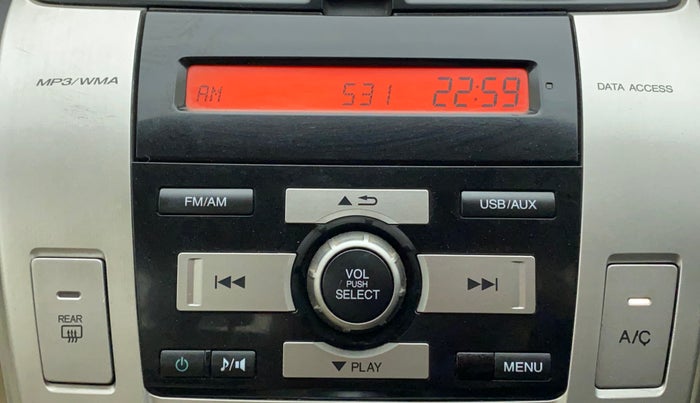 MP3/WMA
AM 531 22:59
DATA ACCESS
FM/AM
USB/AUX
VOL
PUSH
SELECT
REAR
A/C
PLAY
MENU